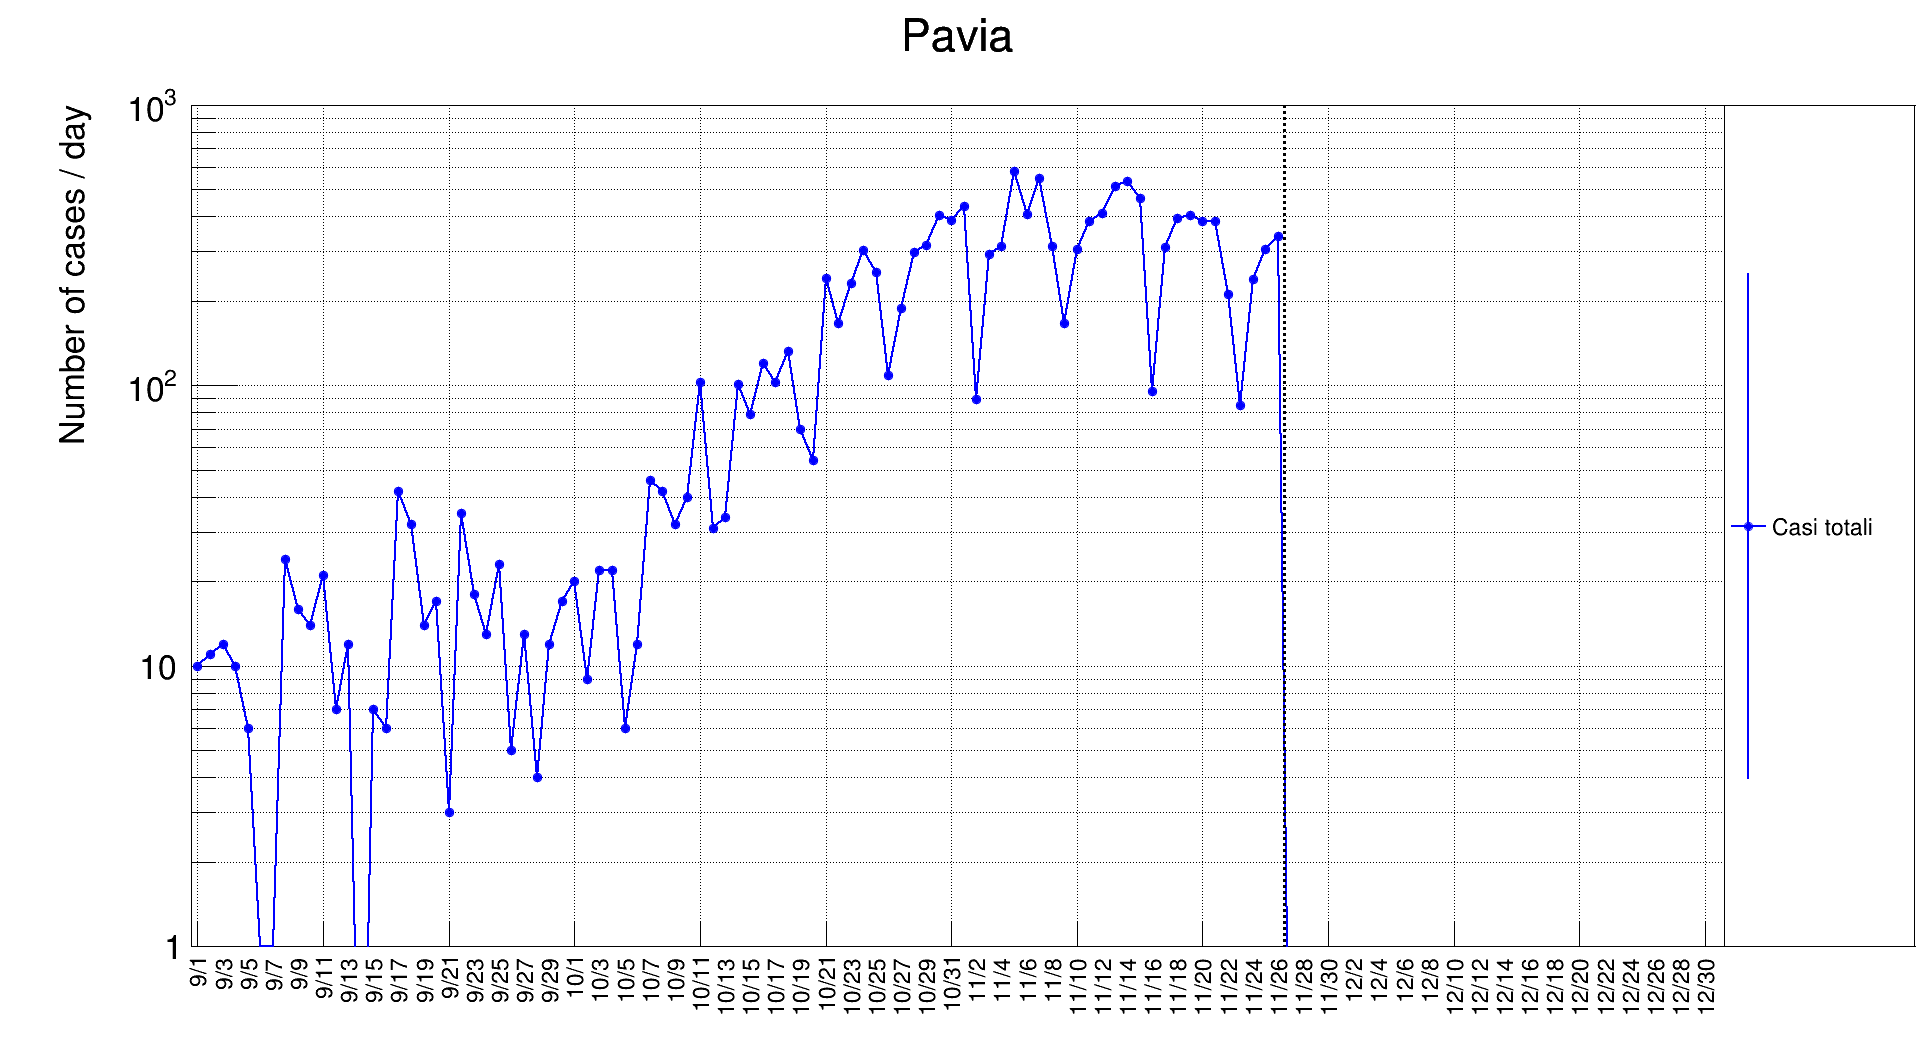 Pavia
Number of cases / day
10³
10²
10
1
9/1 9/3 9/5 9/7 9/9 9/11 9/13 9/15 9/17 9/19 9/21 9/23 9/25 9/27 9/29 10/1 10/3 10/5 10/7 10/9 10/11 10/13 10/15 10/17 10/19 10/21 10/23 10/25 10/27 10/29 10/31 11/2 11/4 11/6 11/8 11/10 11/12 11/14 11/16 11/18 11/20 11/22 11/24 11/26 11/28 11/30 12/2 12/4 12/6 12/8 12/10 12/12 12/14 12/16 12/18 12/20 12/22 12/24 12/26 12/28 12/30
Casi totali